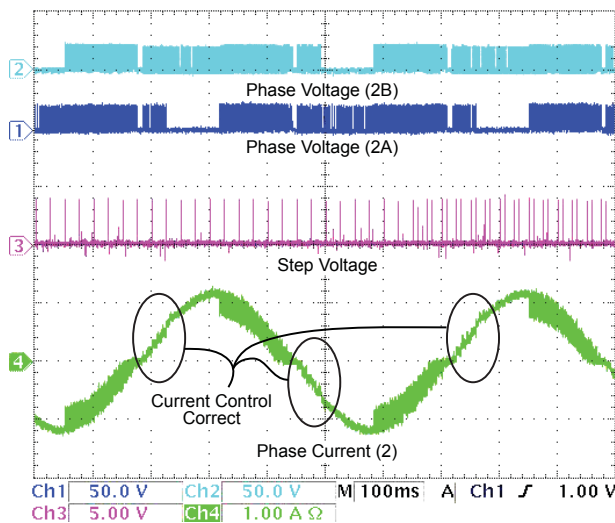 2
Phase Voltage (2B)
1
Phase Voltage (2A)
3
Step Voltage
4
Current Control
Correct
Phase Current (2)
Ch1 50.0 V Ch2 50.0 V M 100ms A Ch1 1.00 V
Ch3 5.00 V Ch4 1.00 A Ω